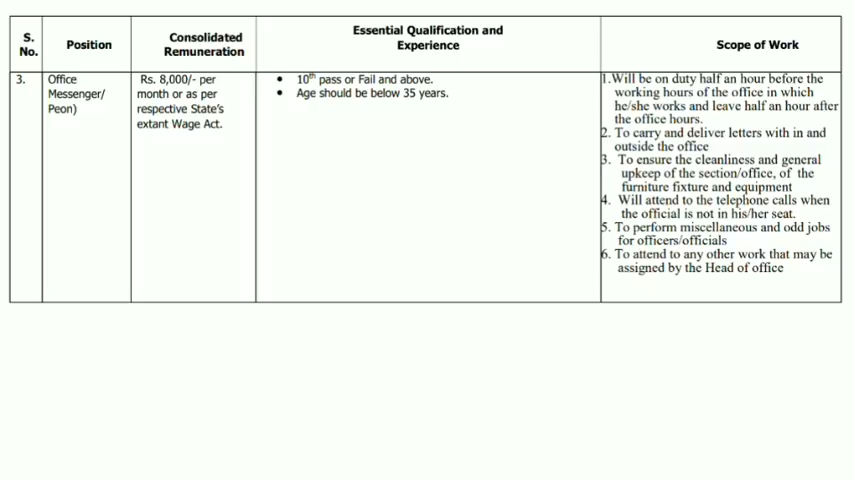 S. No.
Position
Consolidated Remuneration
Essential Qualification and Experience
Scope of Work
3.
Office
Messenger/
Peon)
Rs. 8,000/- per
month or as per
respective State's
extant Wage Act.
• 10th pass or Fail and above.
• Age should be below 35 years.
1.Will be on duty half an hour before the
working hours of the office in which
he/she works and leave half an hour after
the office hours.
2. To carry and deliver letters with in and
outside the office
3. To ensure the cleanliness and general
upkeep of the section/office, of the
furniture fixture and equipment
4. Will attend to the telephone calls when
the official is not in his/her seat.
5. To perform miscellaneous and odd jobs
for officers/officials
6. To attend to any other work that may be
assigned by the Head of office